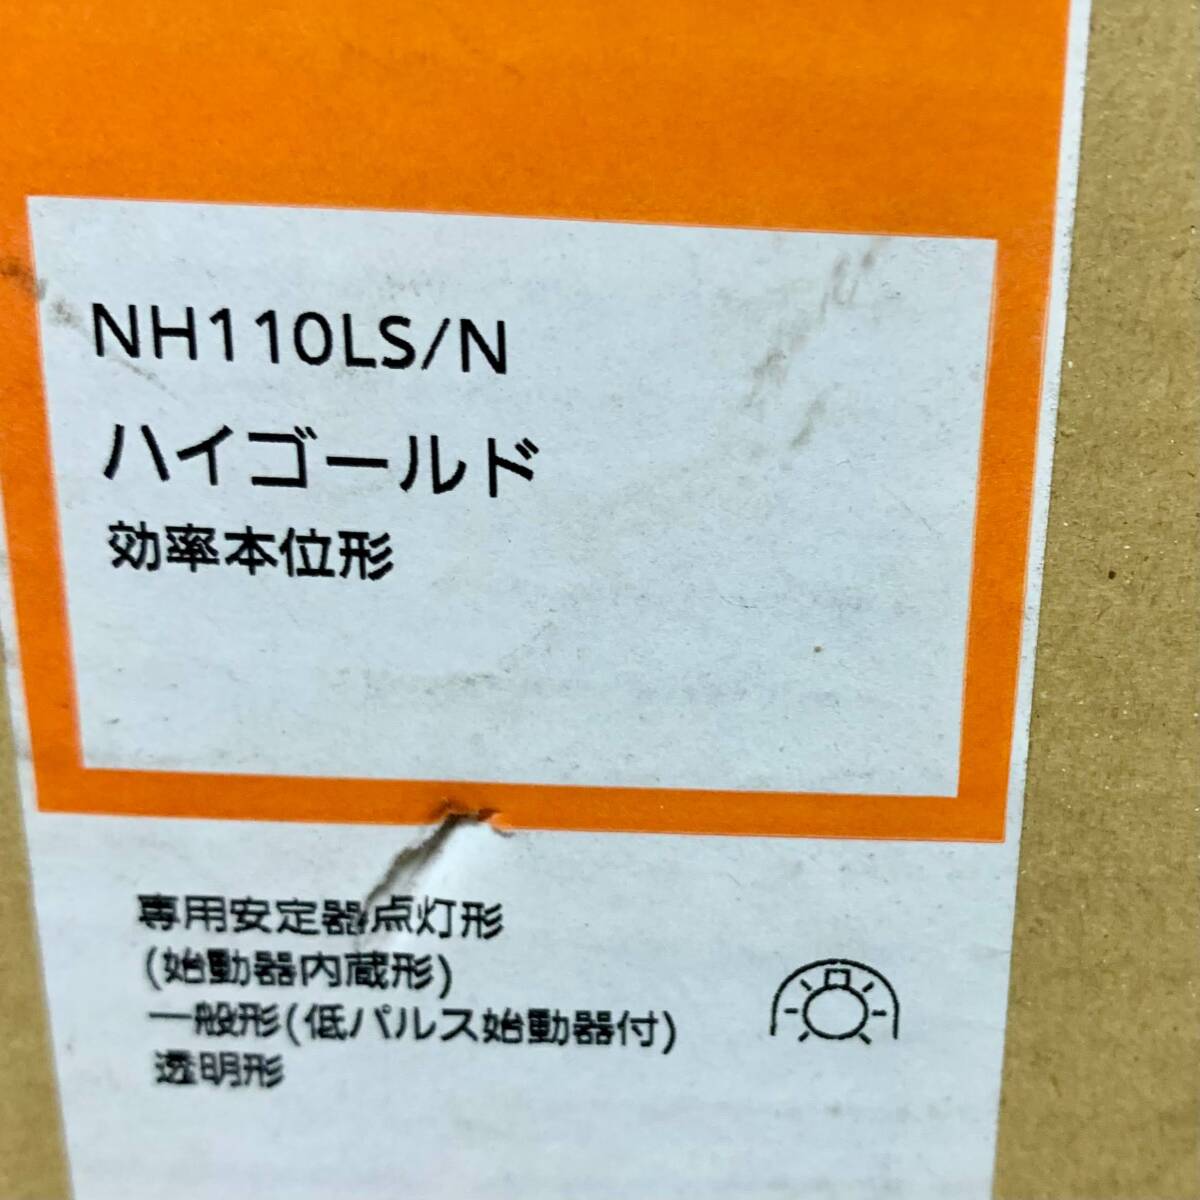 NH110LS/N
ハイゴールド
効率本位形
専用安定器点灯形
(始動器内蔵形)
一般形(低パルス始動器付)
透明形